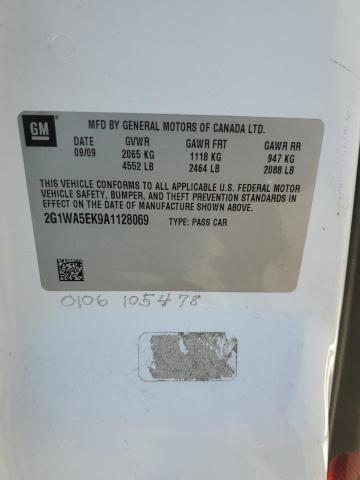 GM MFD BY GENERAL MOTORS OF CANADA LTD.
DATE GVWR GAWR FRT GAWR RR
09/09 2065 KG 1118 KG 947 KG
4552 LB 2464 LB 2088 LB
THIS VEHICLE CONFORMS TO ALL APPLICABLE U.S. FEDERAL MOTOR
VEHICLE SAFETY, BUMPER, AND THEFT PREVENTION STANDARDS IN
EFFECT ON THE DATE OF MANUFACTURE SHOWN ABOVE.
2G1WA5EK9A1128069 TYPE: PASS CAR
0106 105478